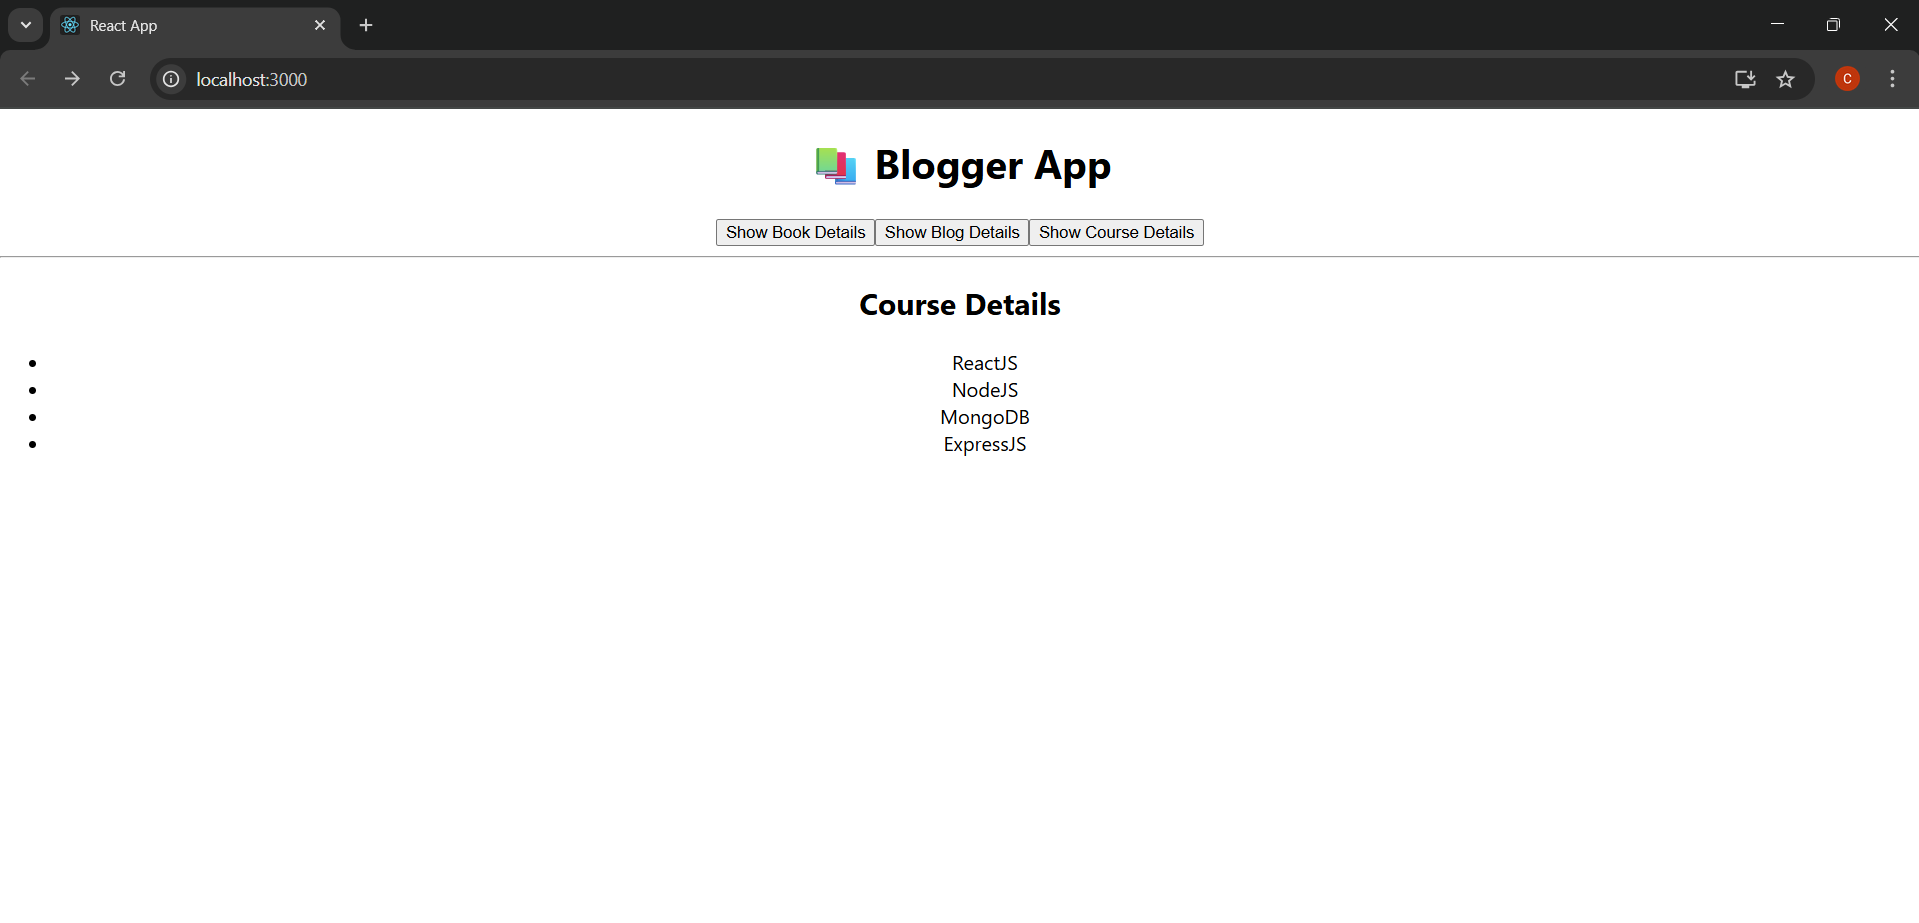 React App
localhost:3000
C
Blogger App
Show Book Details Show Blog Details Show Course Details
Course Details
ReactJS
NodeJS
MongoDB
ExpressJS